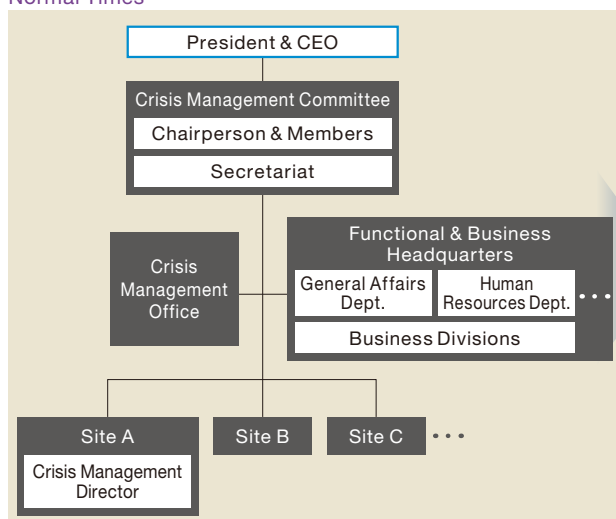 Normal Times
President & CEO
Crisis Management Committee
Chairperson & Members
Secretariat
Crisis
Management
Office
Functional & Business
Headquarters
General Affairs
Dept.
Human
Resources Dept.
...
Business Divisions
Site A
Crisis Management
Director
Site B
Site C
...